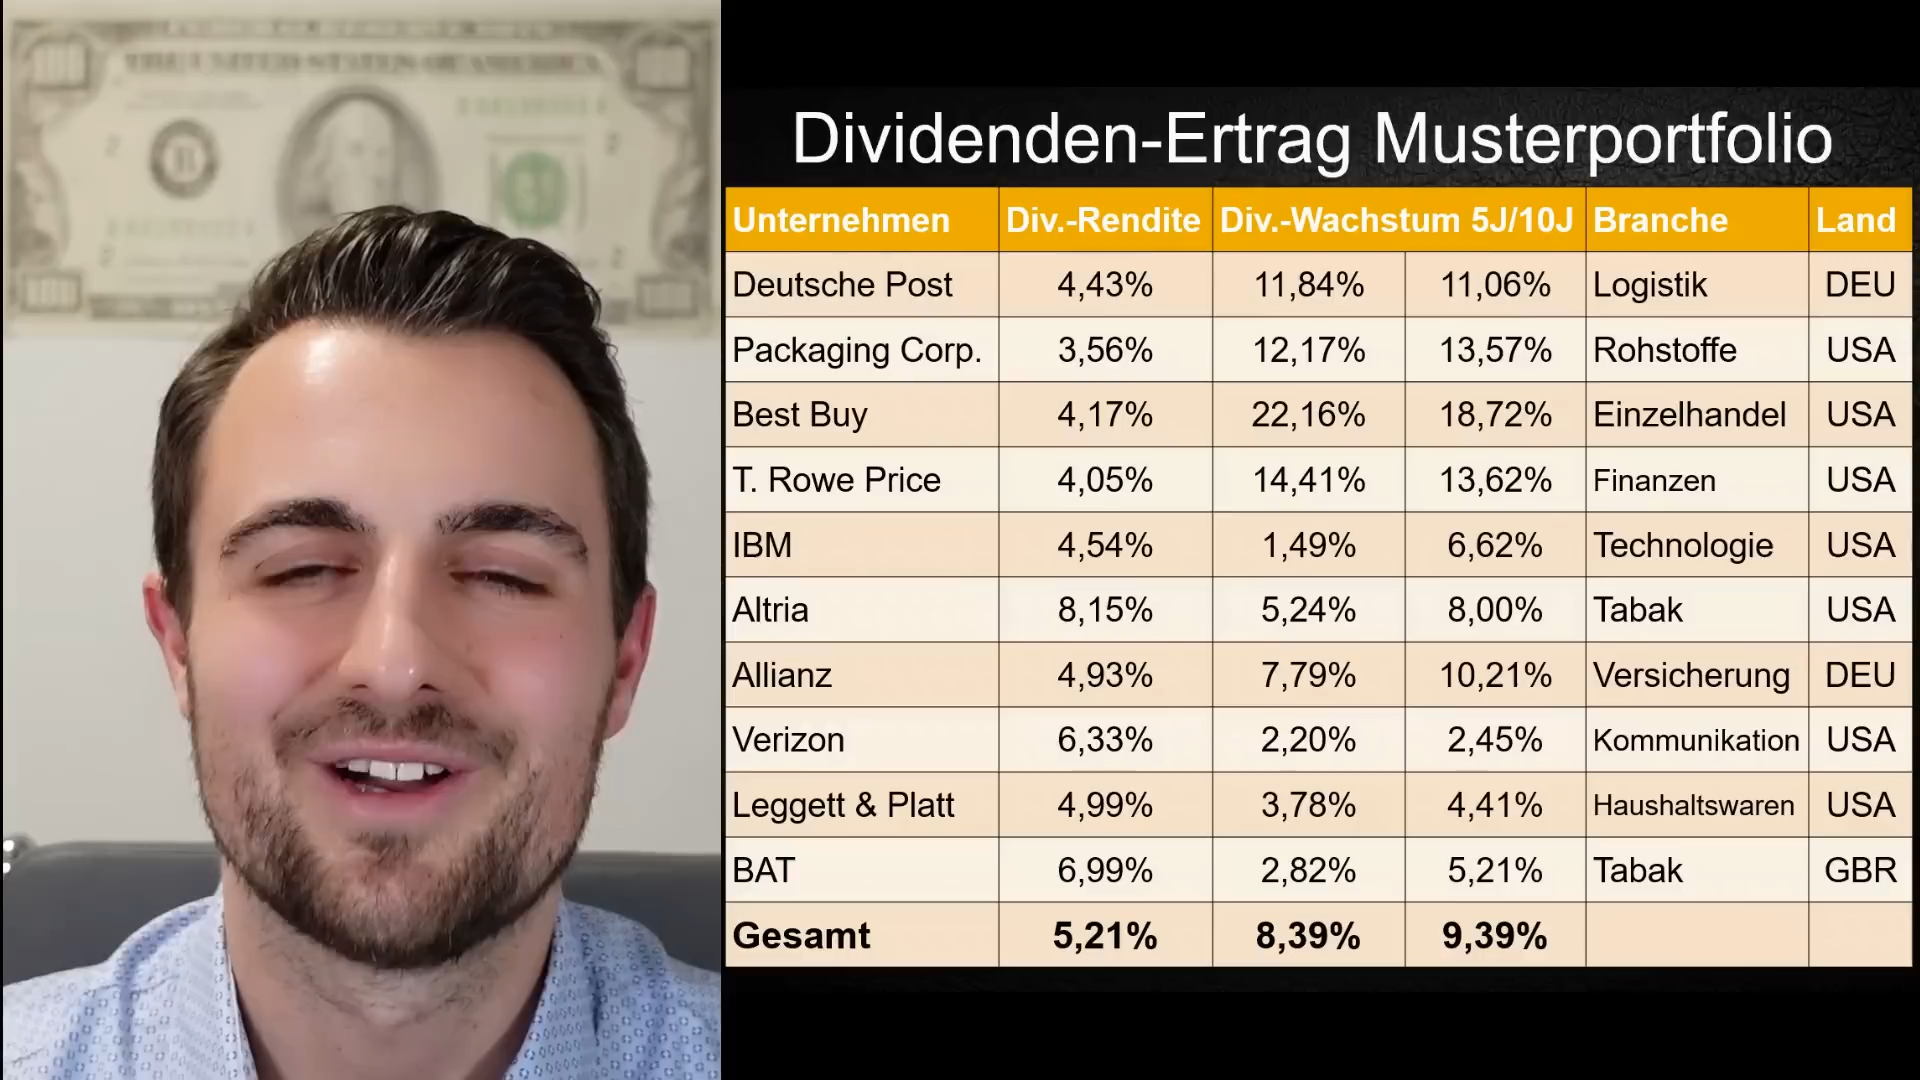 THE UNITED STATES OF AMERICA
Dividenden-Ertrag Musterportfolio
Unternehmen Div.-Rendite Div.-Wachstum 5J/10J Branche Land
Deutsche Post 4,43% 11,84% 11,06% Logistik DEU
Packaging Corp. 3,56% 12,17% 13,57% Rohstoffe USA
Best Buy 4,17% 22,16% 18,72% Einzelhandel USA
T. Rowe Price 4,05% 14,41% 13,62% Finanzen USA
IBM 4,54% 1,49% 6,62% Technologie USA
Altria 8,15% 5,24% 8,00% Tabak USA
Allianz 4,93% 7,79% 10,21% Versicherung DEU
Verizon 6,33% 2,20% 2,45% Kommunikation USA
Leggett & Platt 4,99% 3,78% 4,41% Haushaltswaren USA
BAT 6,99% 2,82% 5,21% Tabak GBR
Gesamt 5,21% 8,39% 9,39%